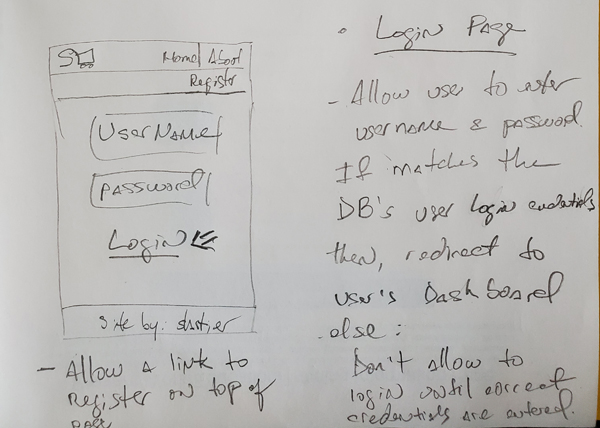 S
Home | About
Register
UserName
Password
Login
Site by:
- Allow a link to
Register on top of
• Login Page
- Allow user to enter
username & password.
If matches the
DB's user login credentials
then, redirect to
user's Dashboard
else:
Don't allow to
login until correct
credentials are entered.